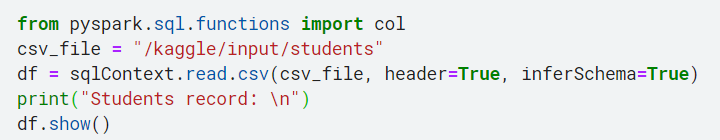 from pyspark.sql.functions import col
csv_file = "/kaggle/input/students"
df = sqlContext.read.csv(csv_file, header=True, inferSchema=True)
print("Students record: \n")
df.show()